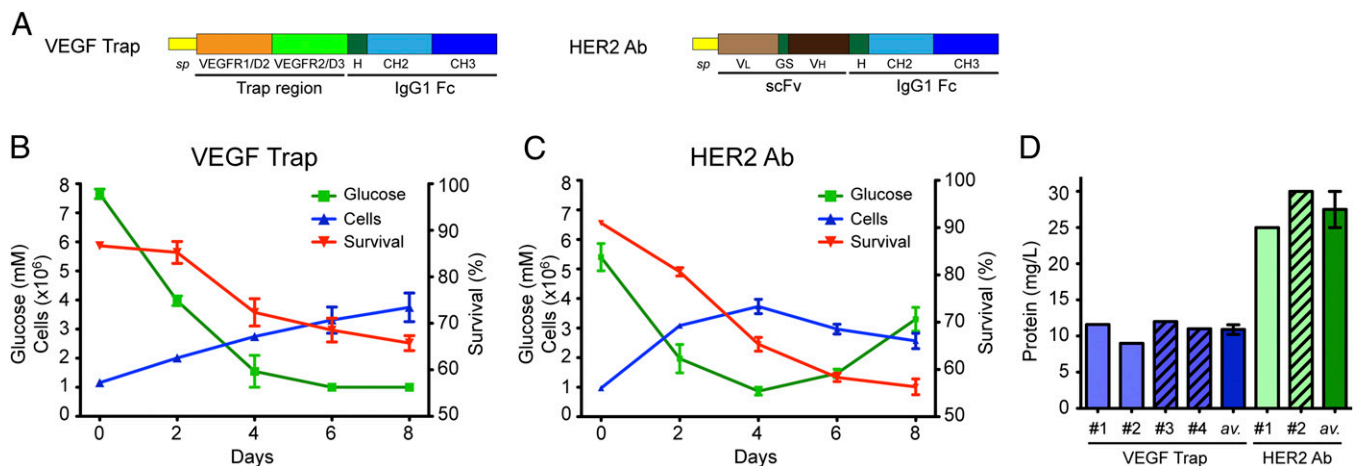 A
VEGF Trap
sp VEGFR1/D2 VEGFR2/D3 H CH2 CH3
Trap region IgG1 Fc
HER2 Ab
sp VL GS VH H CH2 CH3
scFv IgG1 Fc
B
VEGF Trap
Glucose (mM)
Cells (x10⁶)
8
7
6
5
4
3
2
1
0
Glucose
Cells
Survival
100
90
80
70
60
50
Survival (%)
0 2 4 6 8
Days
C
HER2 Ab
Glucose (mM)
Cells (x10⁶)
8
7
6
5
4
3
2
1
0
Glucose
Cells
Survival
100
90
80
70
60
50
Survival (%)
0 2 4 6 8
Days
D
Protein (mg/L)
30
25
20
15
10
5
0
#1 #2 #3 #4 av. #1 #2 av.
VEGF Trap HER2 Ab